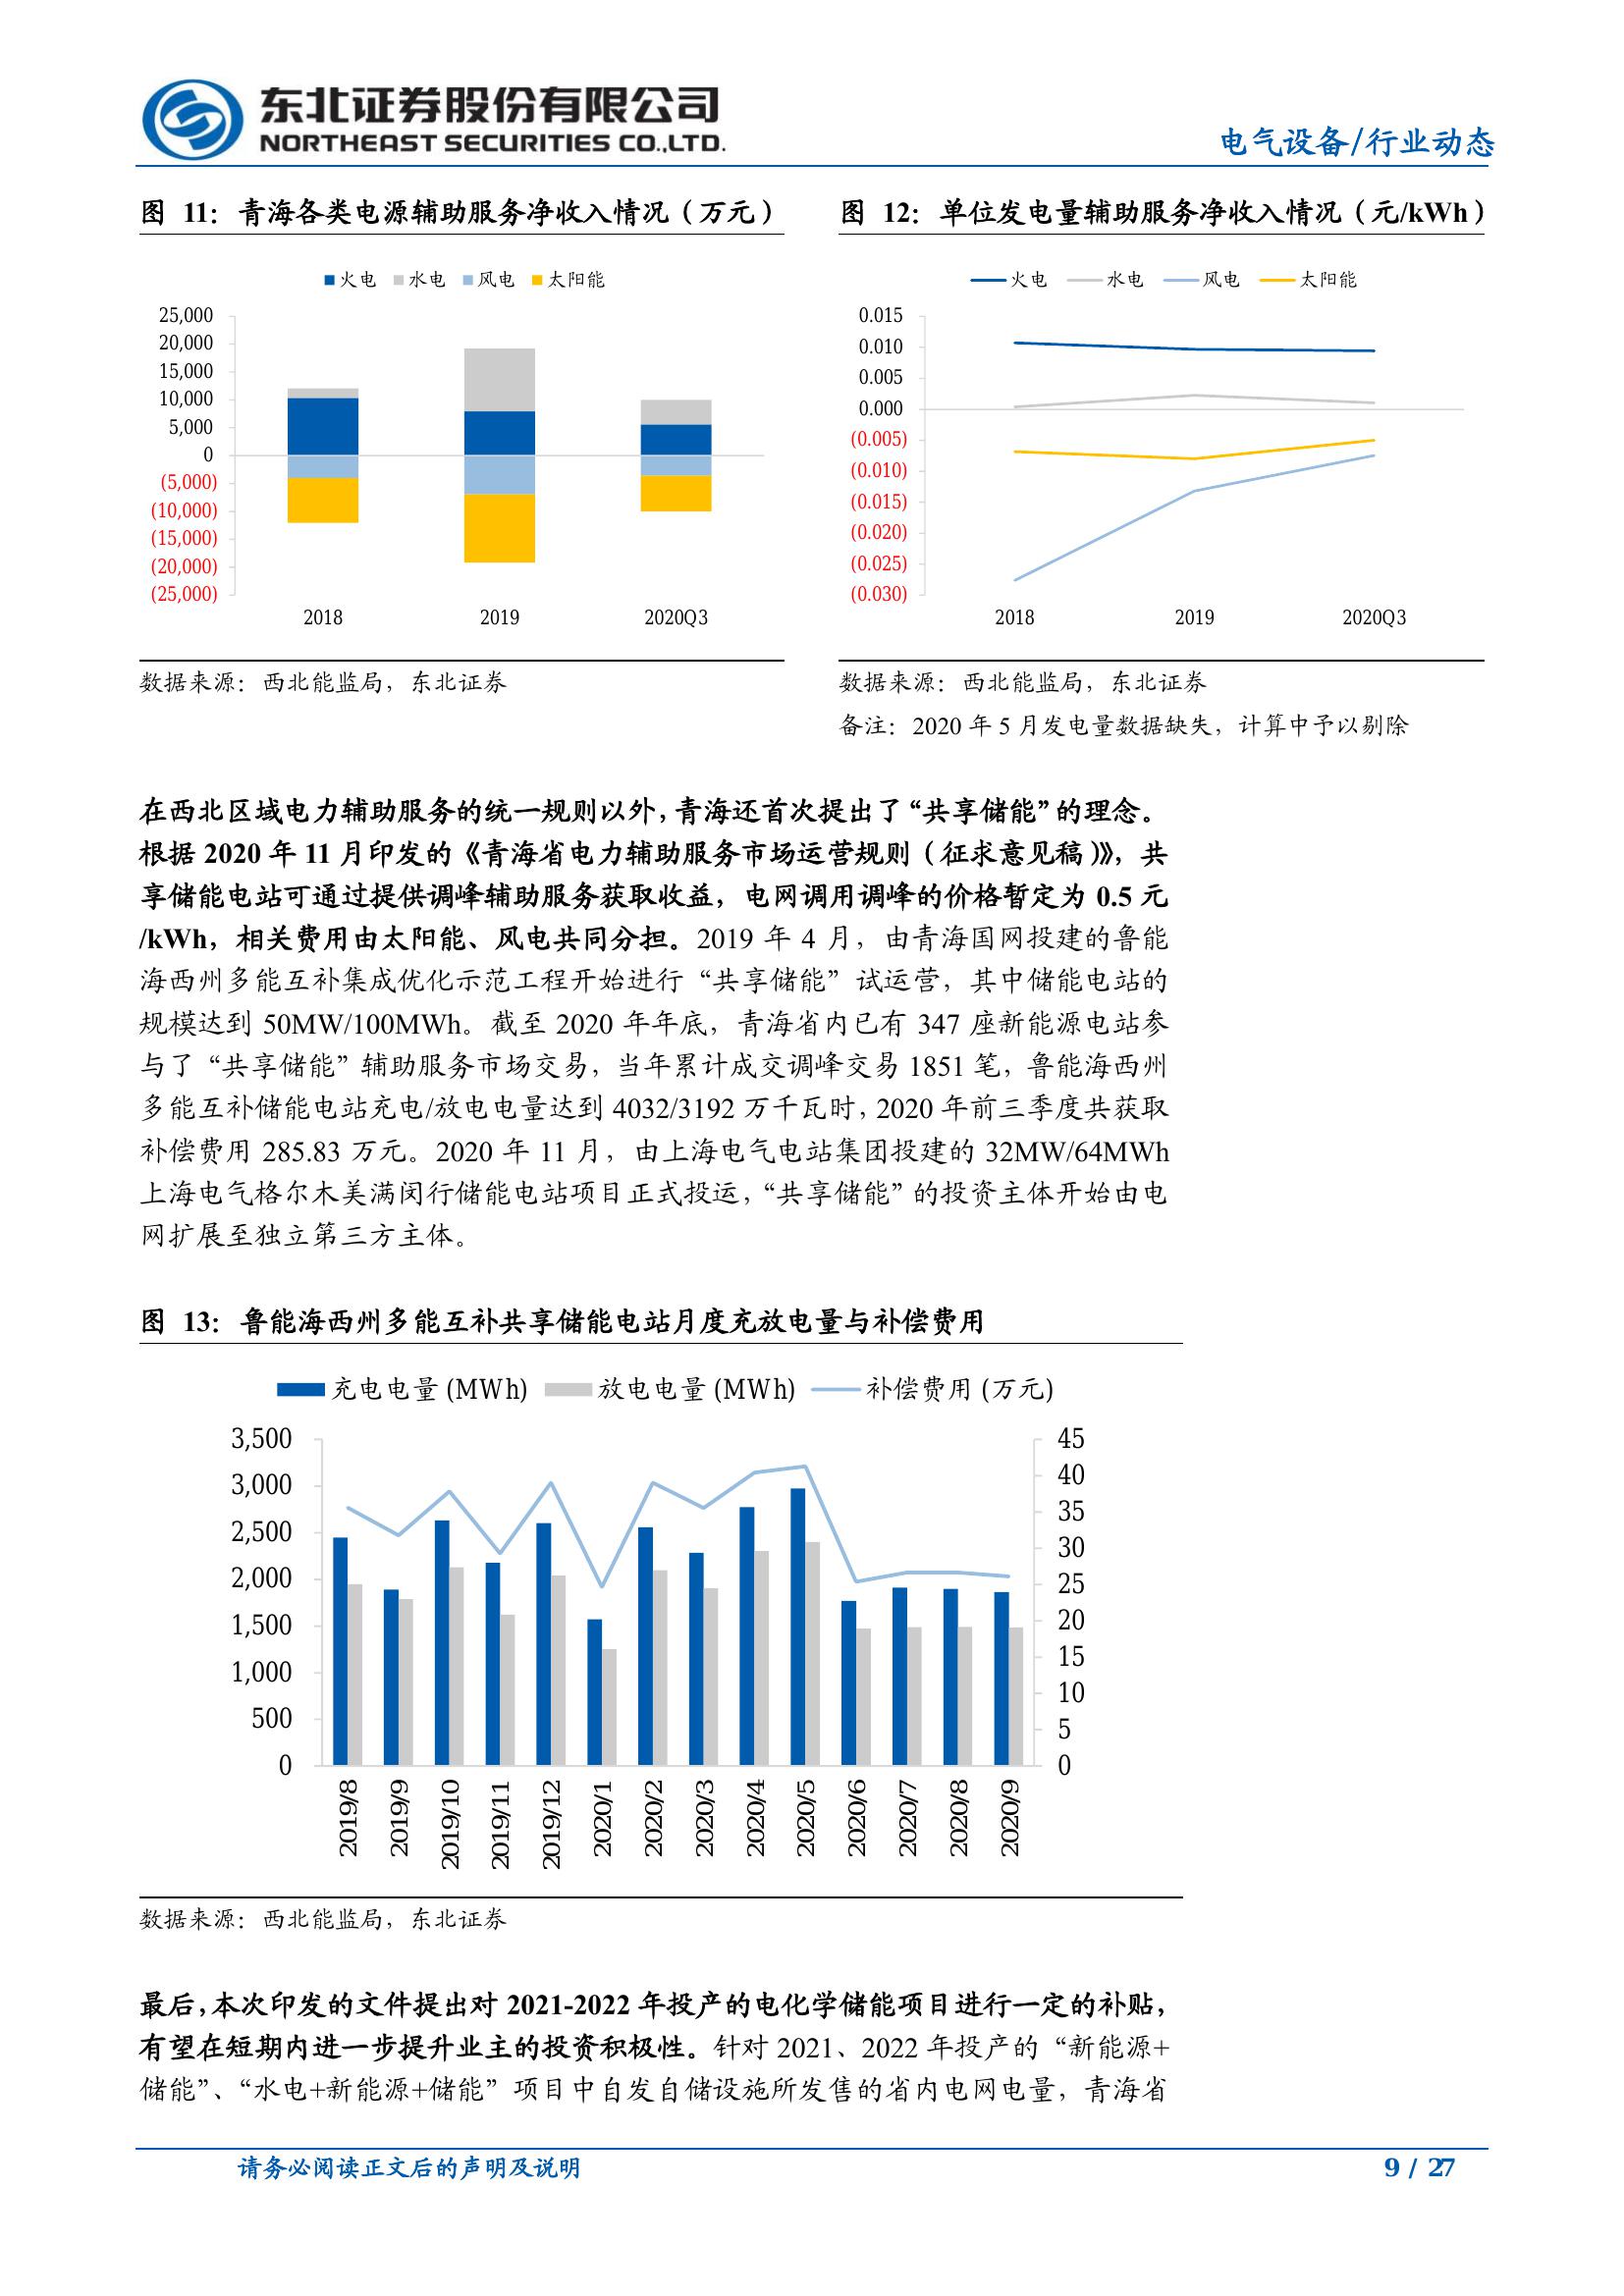 东北证券股份有限公司
NORTHEAST SECURITIES CO.,LTD.
电气设备/行业动态
图 11：青海各类电源辅助服务净收入情况（万元）
火电 水电 风电 太阳能
25,000
20,000
15,000
10,000
5,000
0
(5,000)
(10,000)
(15,000)
(20,000)
(25,000)
2018 2019 2020Q3
数据来源：西北能监局，东北证券
图 12：单位发电量辅助服务净收入情况（元/kWh）
火电 水电 风电 太阳能
0.015
0.010
0.005
0.000
(0.005)
(0.010)
(0.015)
(0.020)
(0.025)
(0.030)
2018 2019 2020Q3
数据来源：西北能监局，东北证券
备注：2020 年 5 月发电量数据缺失，计算中予以剔除
在西北区域电力辅助服务的统一规则以外，青海还首次提出了“共享储能”的理念。
根据 2020 年 11 月印发的《青海省电力辅助服务市场运营规则（征求意见稿）》，共
享储能电站可通过提供调峰辅助服务获取收益，电网调用调峰的价格暂定为 0.5 元
/kWh，相关费用由太阳能、风电共同分担。2019 年 4 月，由青海国网投建的鲁能
海西州多能互补集成优化示范工程开始进行“共享储能”试运营，其中储能电站的
规模达到 50MW/100MWh。截至 2020 年年底，青海省内已有 347 座新能源电站参
与了“共享储能”辅助服务市场交易，当年累计成交调峰交易 1851 笔，鲁能海西州
多能互补储能电站充电/放电电量达到 4032/3192 万千瓦时，2020 年前三季度共获取
补偿费用 285.83 万元。2020 年 11 月，由上海电气电站集团投建的 32MW/64MWh
上海电气格尔木美满闵行储能电站项目正式投运，“共享储能”的投资主体开始由电
网扩展至独立第三方主体。
图 13：鲁能海西州多能互补共享储能电站月度充放电量与补偿费用
充电电量 (MWh) 放电电量 (MWh) 补偿费用 (万元)
3,500
3,000
2,500
2,000
1,500
1,000
500
0
45
40
35
30
25
20
15
10
5
0
2019/8 2019/9 2019/10 2019/11 2019/12 2020/1 2020/2 2020/3 2020/4 2020/5 2020/6 2020/7 2020/8 2020/9
数据来源：西北能监局，东北证券
最后，本次印发的文件提出对 2021-2022 年投产的电化学储能项目进行一定的补贴，
有望在短期内进一步提升业主的投资积极性。针对 2021、2022 年投产的“新能源+
储能”、“水电+新能源+储能”项目中自发自储设施所发售的省内电网电量，青海省
请务必阅读正文后的声明及说明
9 / 27